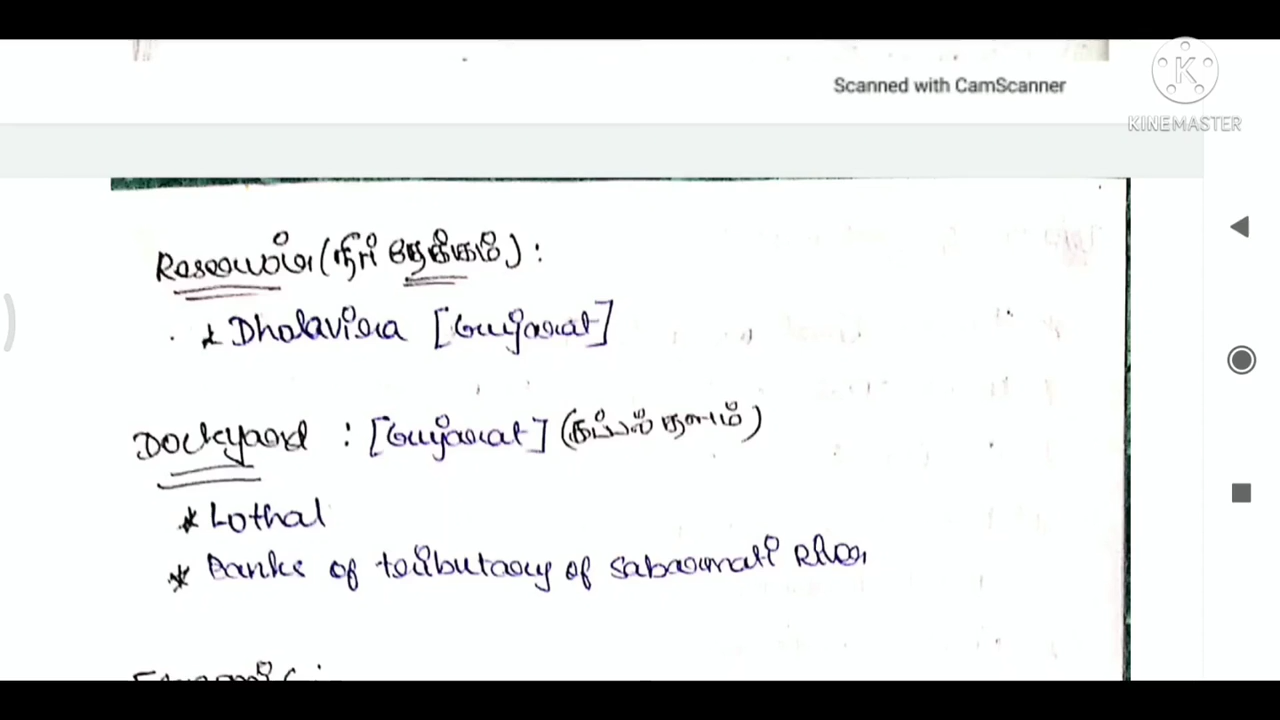 Scanned with CamScanner
KINEMASTER
Reservoir (நீர் தேக்கம்) :
* Dholavira [Gujarat]
Dockyard : [Gujarat] (கப்பல் தளம்)
* Lothal
* Banks of tributary of Sabarmati River